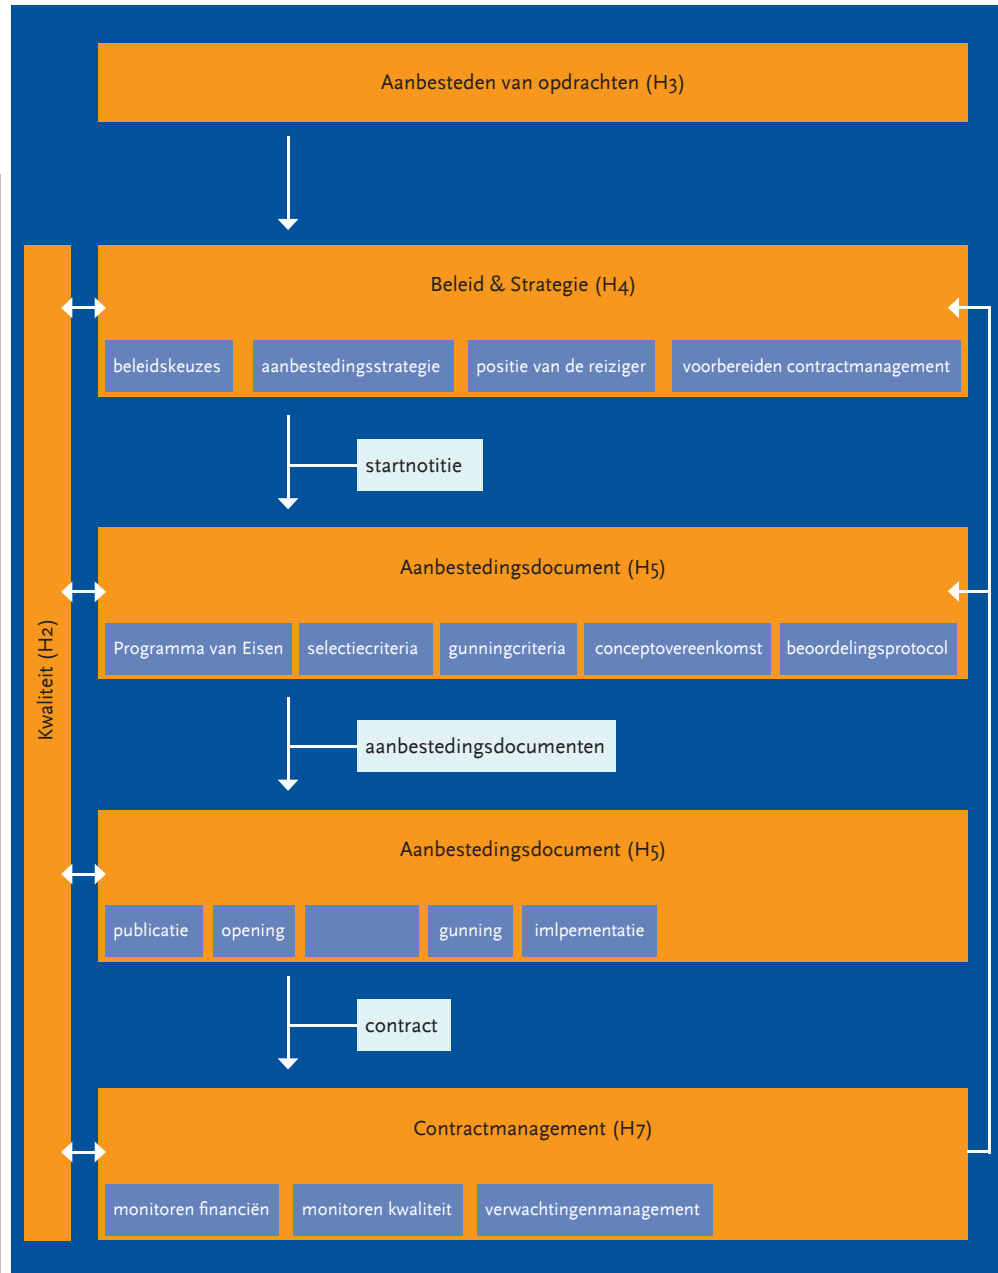 Aanbesteden van opdrachten (H3)
Beleid & Strategie (H4)
beleidskeuzes
aanbestedingsstrategie
positie van de reiziger
voorbereiden contractmanagement
startnotitie
Aanbestedingsdocument (H5)
Programma van Eisen
selectiecriteria
gunningcriteria
conceptovereenkomst
beoordelingsprotocol
Kwaliteit (H2)
aanbestedingsdocumenten
Aanbestedingsdocument (H5)
publicatie
opening
gunning
imlpementatie
contract
Contractmanagement (H7)
monitoren financiën
monitoren kwaliteit
verwachtingenmanagement